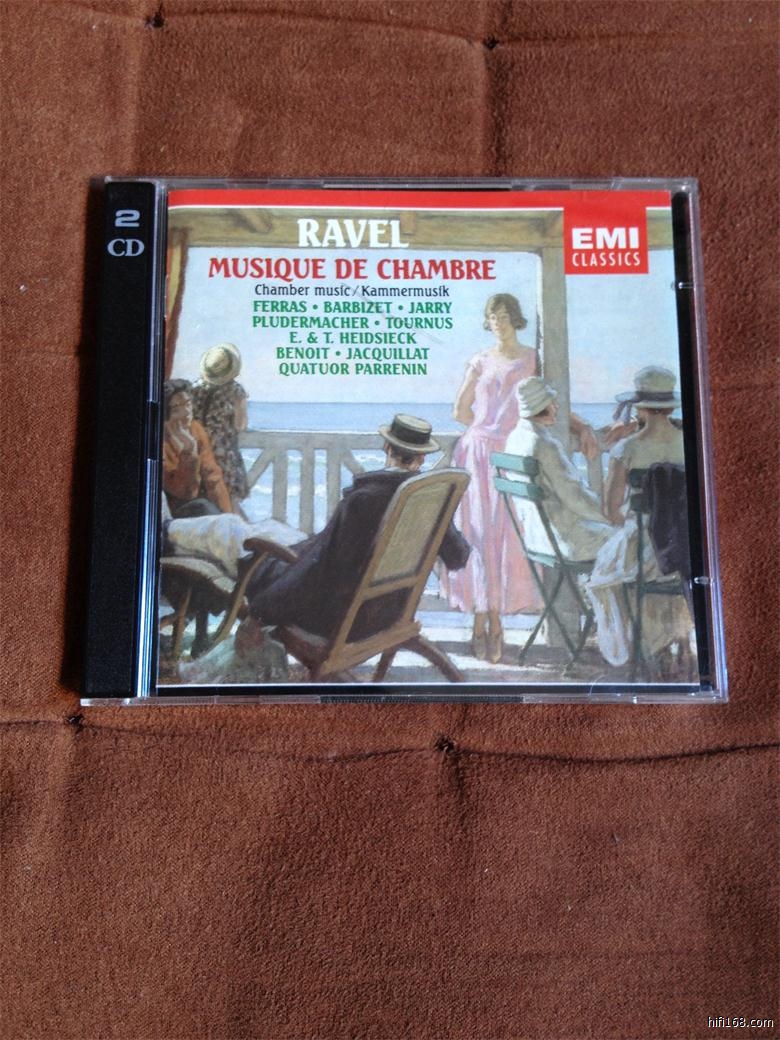 2
CD
RAVEL
EMI
CLASSICS
MUSIQUE DE CHAMBRE
Chamber music/Kammermusik
FERRAS • BARBIZET • JARRY
PLUDERMACHER • TOURNUS
E. & T. HEIDSIECK
BENOIT • JACQUILLAT
QUATUOR PARRENIN
hifi168.com